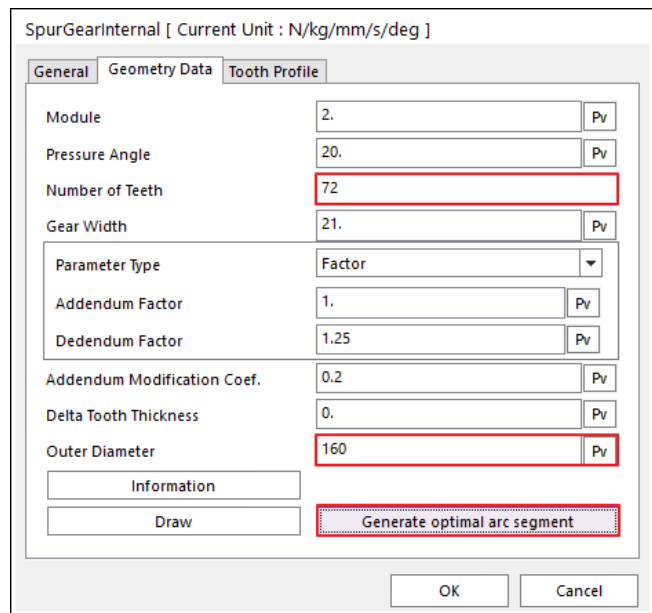 SpurGearInternal [ Current Unit : N/kg/mm/s/deg ]
General Geometry Data Tooth Profile
Module 2. Pv
Pressure Angle 20. Pv
Number of Teeth 72
Gear Width 21. Pv
Parameter Type Factor
Addendum Factor 1. Pv
Dedendum Factor 1.25 Pv
Addendum Modification Coef. 0.2 Pv
Delta Tooth Thickness 0. Pv
Outer Diameter 160 Pv
Information
Draw Generate optimal arc segment
OK Cancel